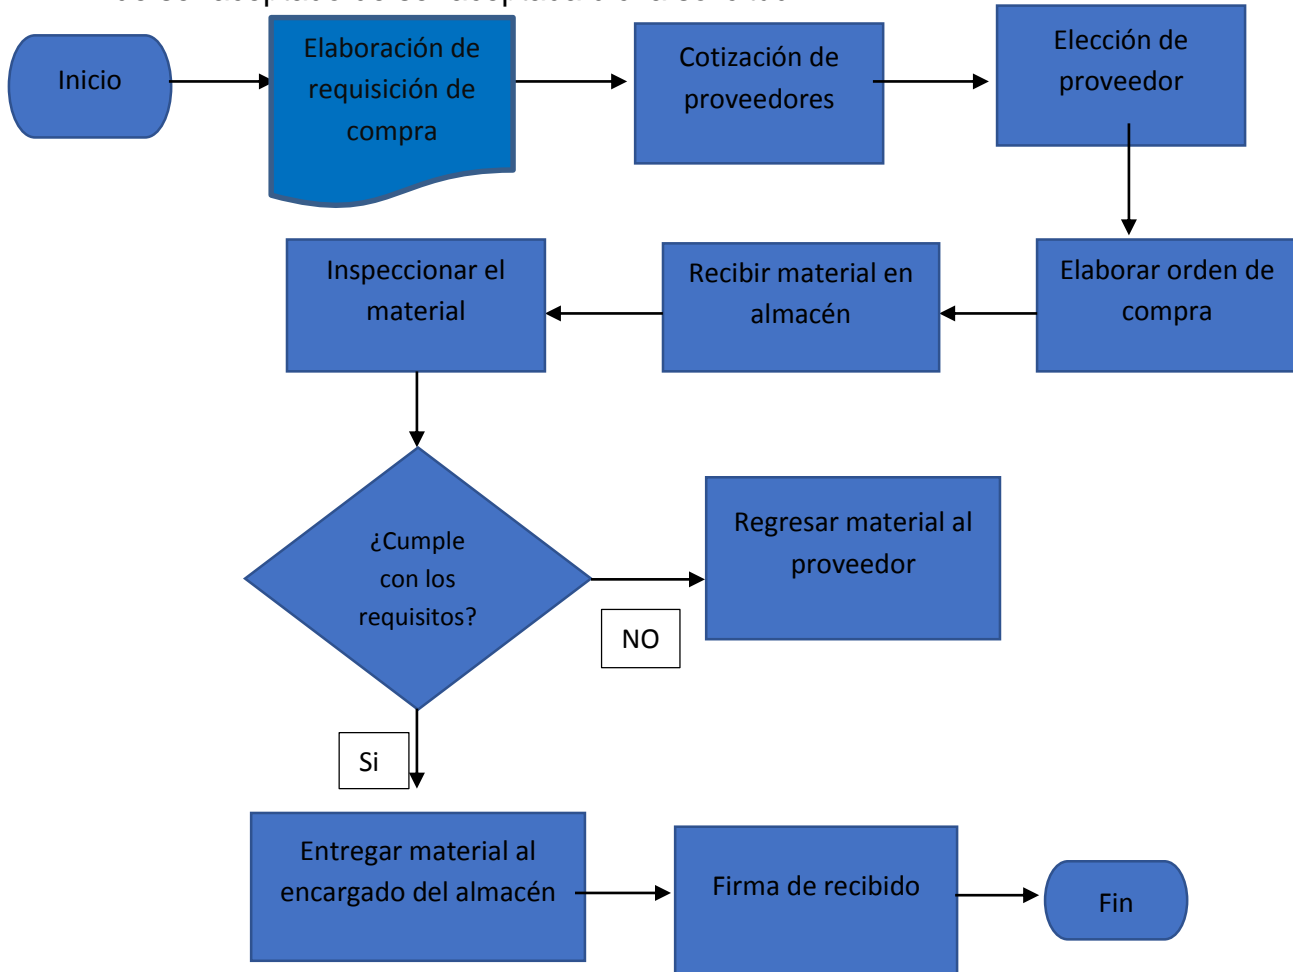 Inicio
Elaboración de
requisición de
compra
Cotización de
proveedores
Elección de
proveedor
Inspeccionar el
material
Recibir material en
almacén
Elaborar orden de
compra
¿Cumple
con los
requisitos?
NO
Regresar material al
proveedor
Si
Entregar material al
encargado del almacén
Firma de recibido
Fin